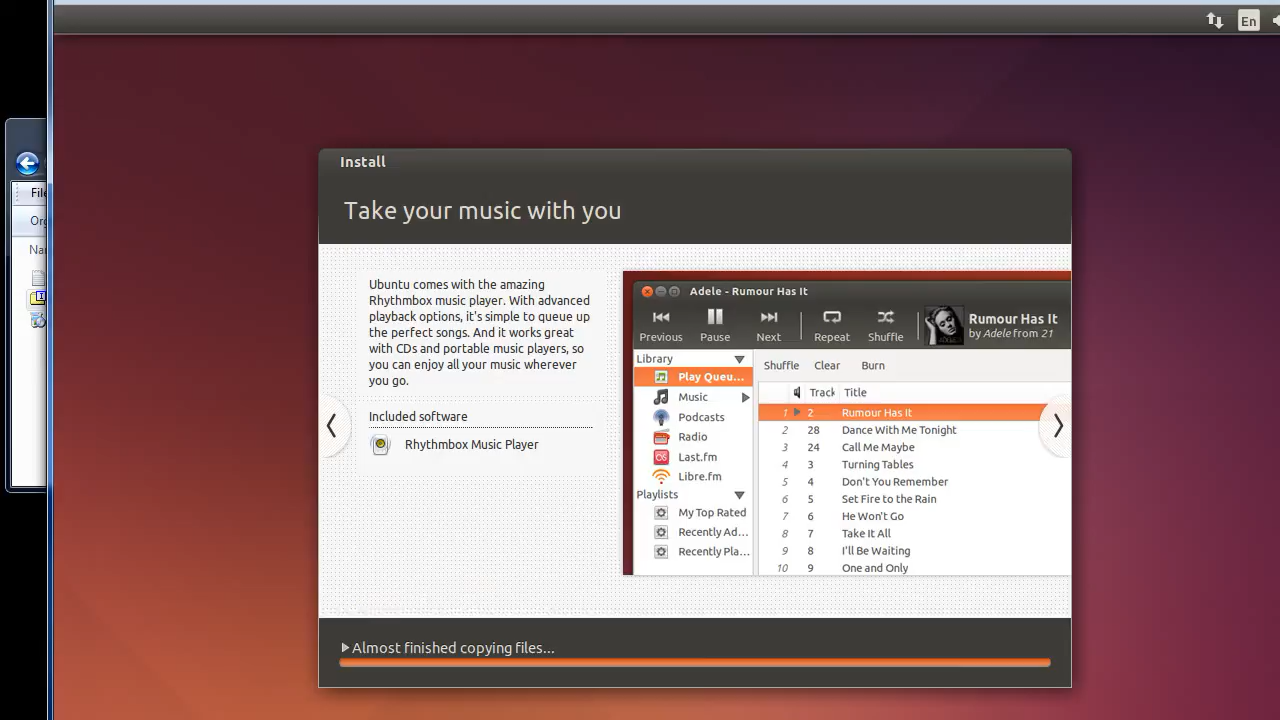 En
File
Org
Nar
Install
Take your music with you
Ubuntu comes with the amazing
Rhythmbox music player. With advanced
playback options, it's simple to queue up
the perfect songs. And it works great
with CDs and portable music players, so
you can enjoy all your music wherever
you go.
Included software
Rhythmbox Music Player
Adele - Rumour Has It
Previous Pause Next Repeat Shuffle
Rumour Has It
by Adele from 21
Library
Play Queu...
Music
Podcasts
Radio
Last.fm
Libre.fm
Playlists
My Top Rated
Recently Ad...
Recently Pla...
Shuffle Clear Burn
Track Title
1 2 Rumour Has It
2 28 Dance With Me Tonight
3 24 Call Me Maybe
4 3 Turning Tables
5 4 Don't You Remember
6 5 Set Fire to the Rain
7 6 He Won't Go
8 7 Take It All
9 8 I'll Be Waiting
10 9 One and Only
Almost finished copying files...